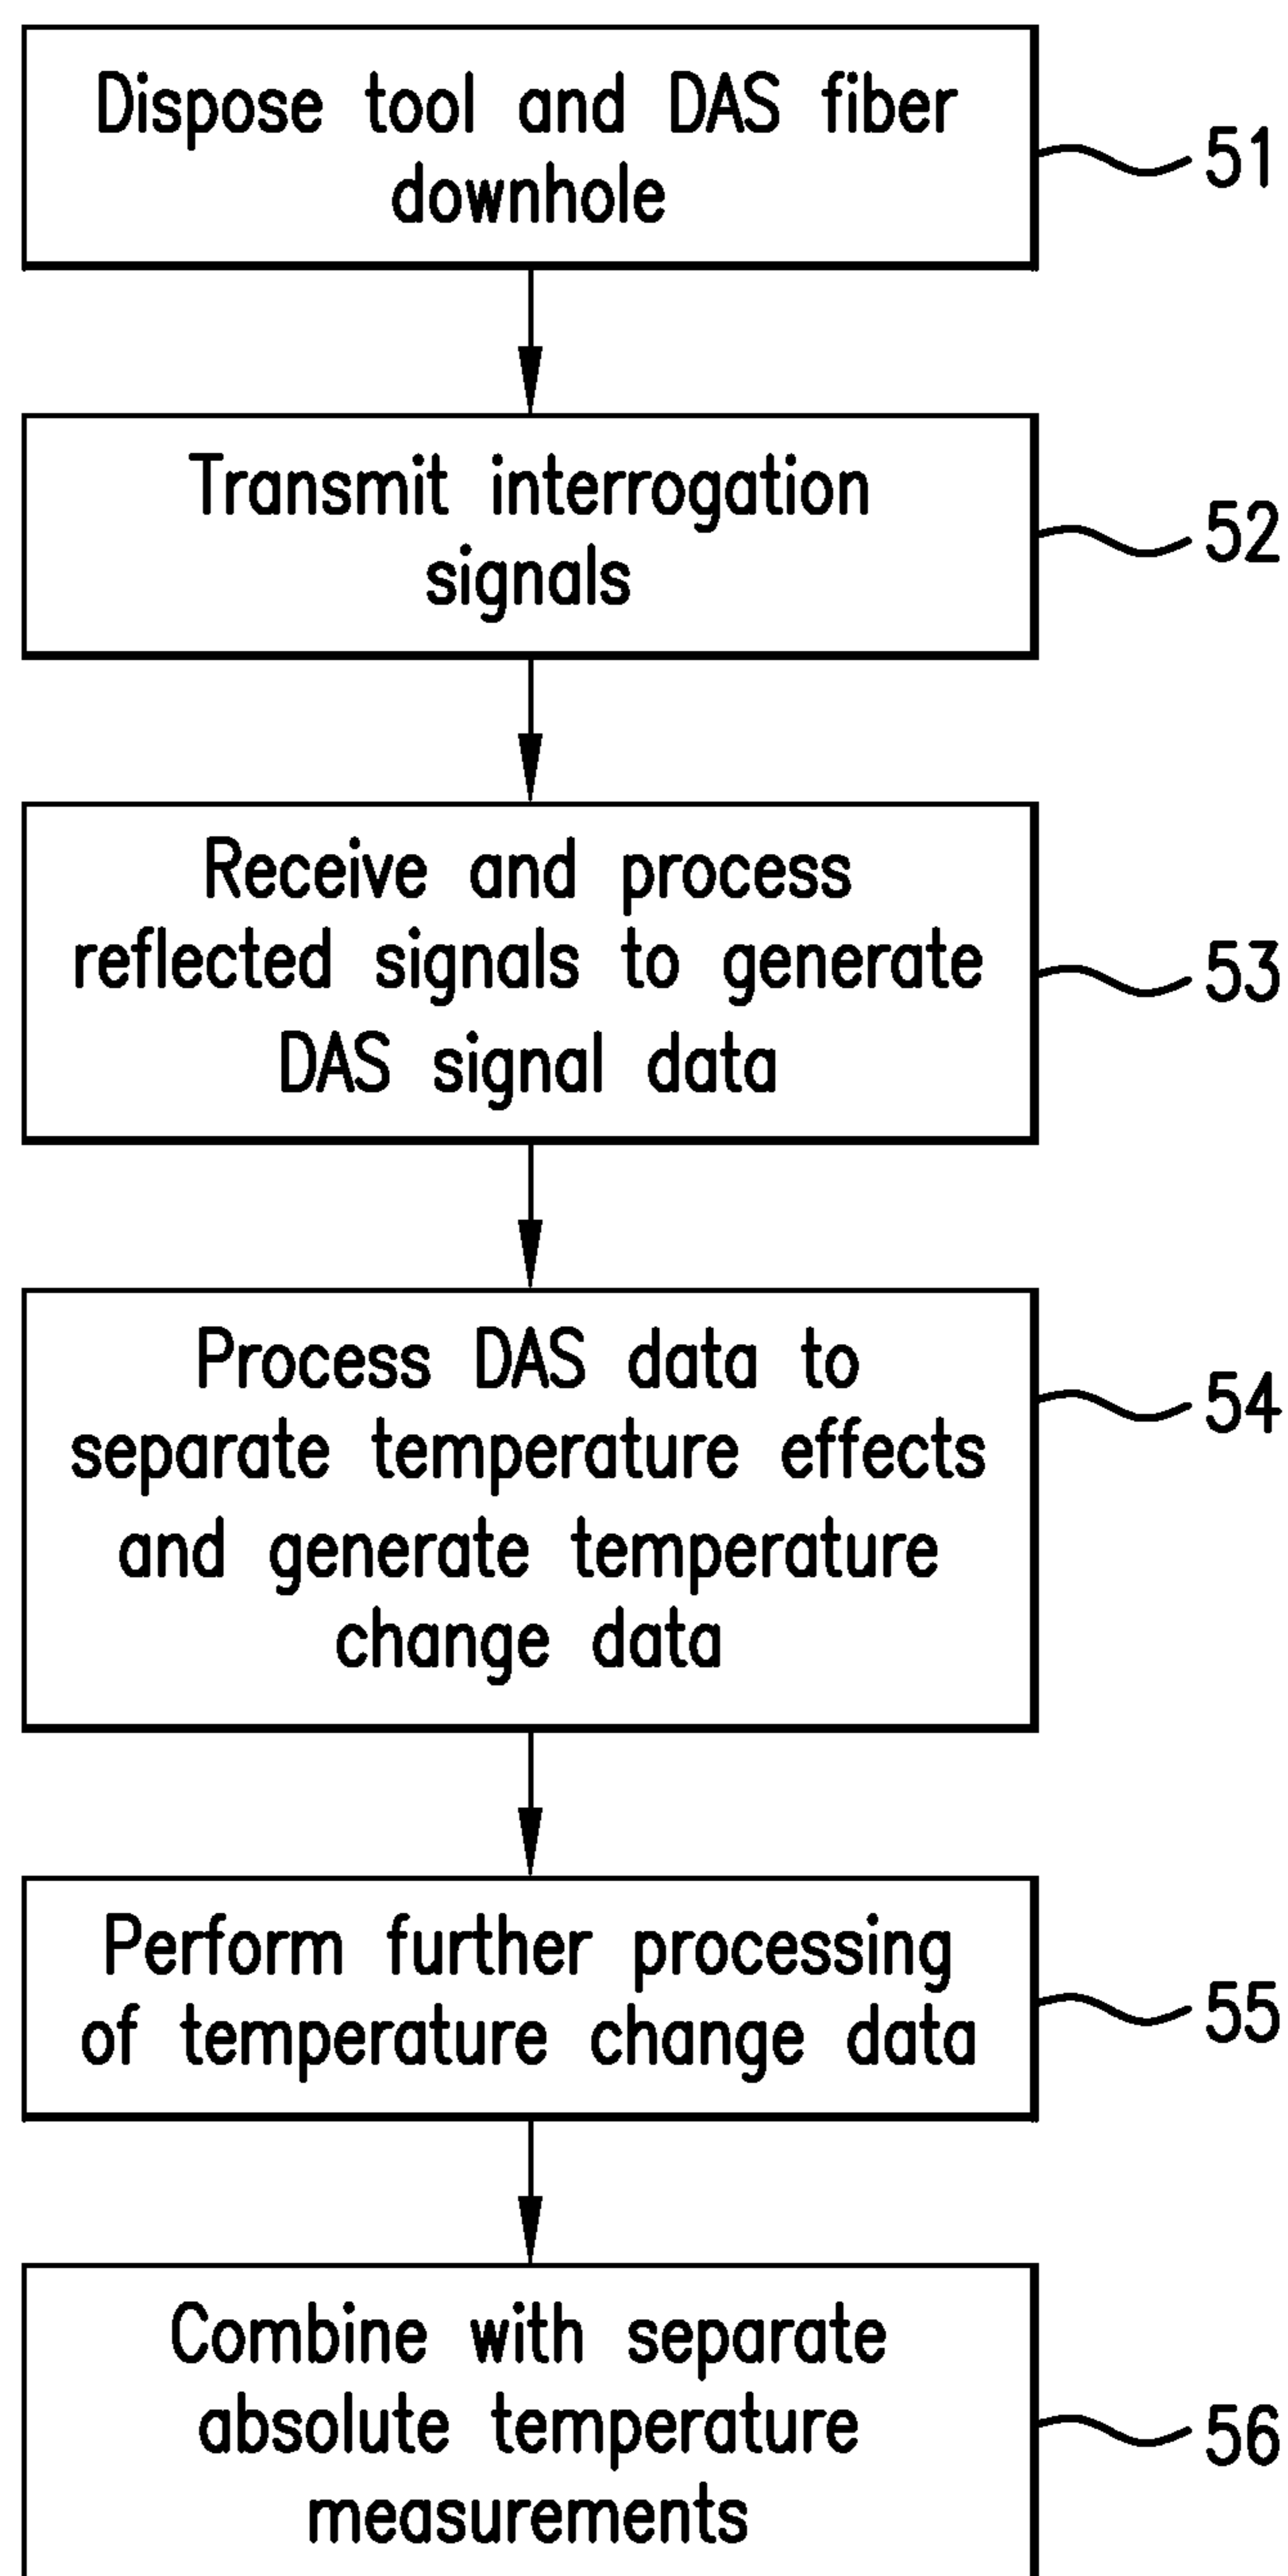 Dispose tool and DAS fiber
downhole
51
Transmit interrogation
signals
52
Receive and process
reflected signals to generate
DAS signal data
53
Process DAS data to
separate temperature effects
and generate temperature
change data
54
Perform further processing
of temperature change data
55
Combine with separate
absolute temperature
measurements
56